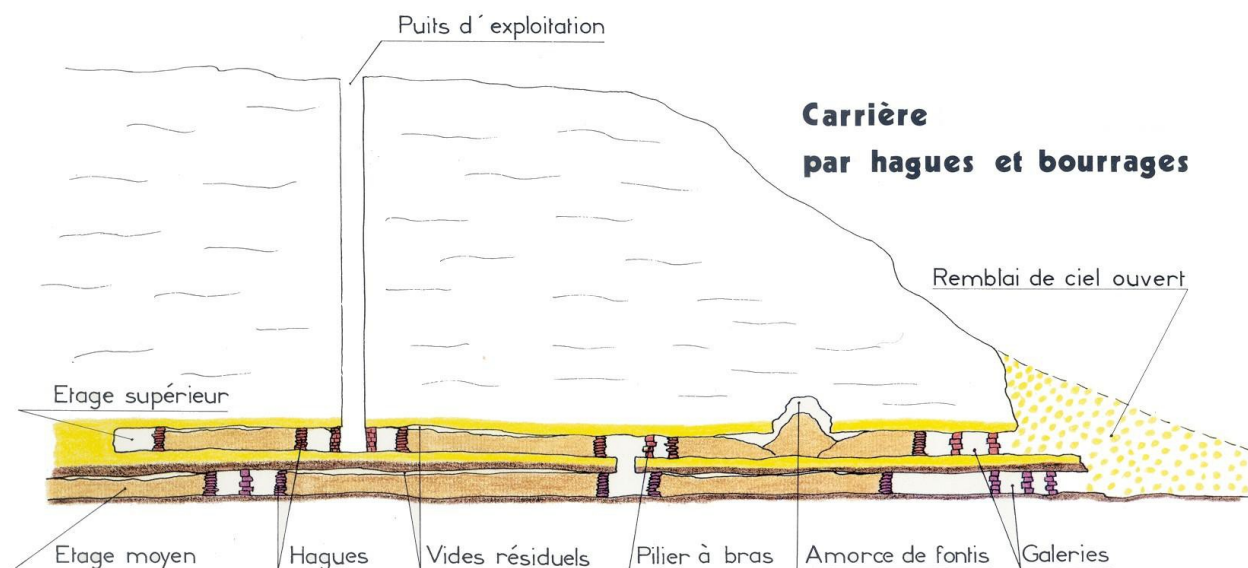 Puits d'exploitation
Carrière
par hagues et bourrages
Remblai de ciel ouvert
Etage supérieur
Etage moyen
Hagues
Vides résiduels
Pilier à bras
Amorce de fontis
Galeries